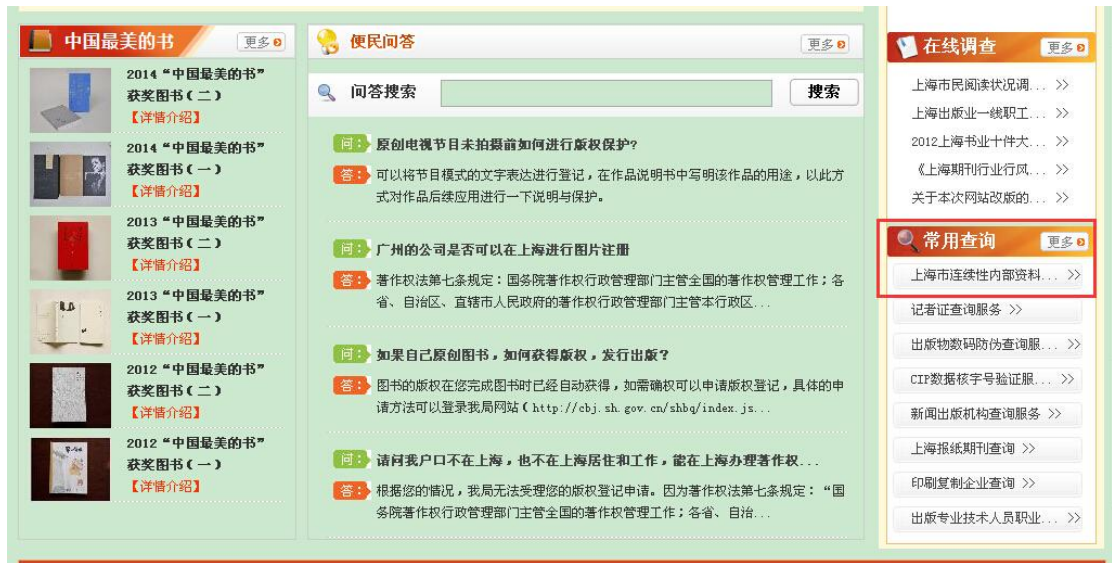 中国最美的书 更多
2014“中国最美的书”
获奖图书(二)
【详情介绍】
2014“中国最美的书”
获奖图书(一)
【详情介绍】
2013“中国最美的书”
获奖图书(二)
【详情介绍】
2013“中国最美的书”
获奖图书(一)
【详情介绍】
2012“中国最美的书”
获奖图书(二)
【详情介绍】
2012“中国最美的书”
获奖图书(一)
【详情介绍】
便民问答 更多
问答搜索 搜索
问: 原创电视节目未拍摄前如何进行版权保护?
答: 可以将节目模式的文字表达进行登记,在作品说明书中写明该作品的用途,以此方
式对作品后续应用进行一下说明与保护。
问: 广州的公司是否可以在上海进行图片注册
答: 著作权法第七条规定:国务院著作权行政管理部门主管全国的著作权管理工作;各
省、自治区、直辖市人民政府的著作权行政管理部门主管本行政区...
问: 如果自己原创图书,如何获得版权,发行出版?
答: 图书的版权在您完成图书时已经自动获得,如需确权可以申请版权登记,具体的申
请方法可以登录我局网站(http://cbj.sh.gov.cn/shbq/index.js...
问: 请问我户口不在上海,也不在上海居住和工作,能在上海办理著作权...
答: 根据您的情况,我局无法受理您的版权登记申请。因为著作权法第七条规定:“国
务院著作权行政管理部门主管全国的著作权管理工作;各省、自治...
在线调查 更多
上海市民阅读状况调... >>
上海出版业一线职工... >>
2012上海书业十件大... >>
《上海期刊行业行风... >>
关于本次网站改版的... >>
常用查询 更多
上海市连续性内部资料... >>
记者证查询服务 >>
出版物数码防伪查询服... >>
CIP数据核字号验证服... >>
新闻出版机构查询服务 >>
上海报纸期刊查询 >>
印刷复制企业查询 >>
出版专业技术人员职业... >>